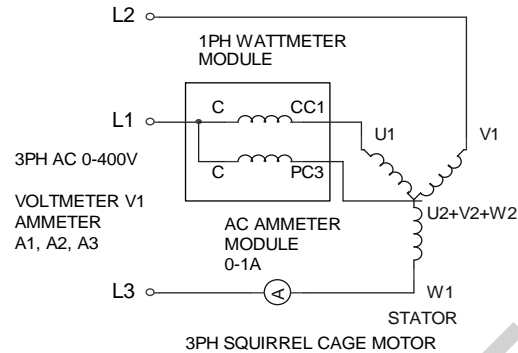 L2
1PH WATTMETER
MODULE
C CC1
L1
U1 V1
3PH AC 0-400V
C PC3
VOLTMETER V1
AMMETER
A1, A2, A3
U2+V2+W2
AC AMMETER
MODULE
0-1A
L3 A W1
STATOR
3PH SQUIRREL CAGE MOTOR